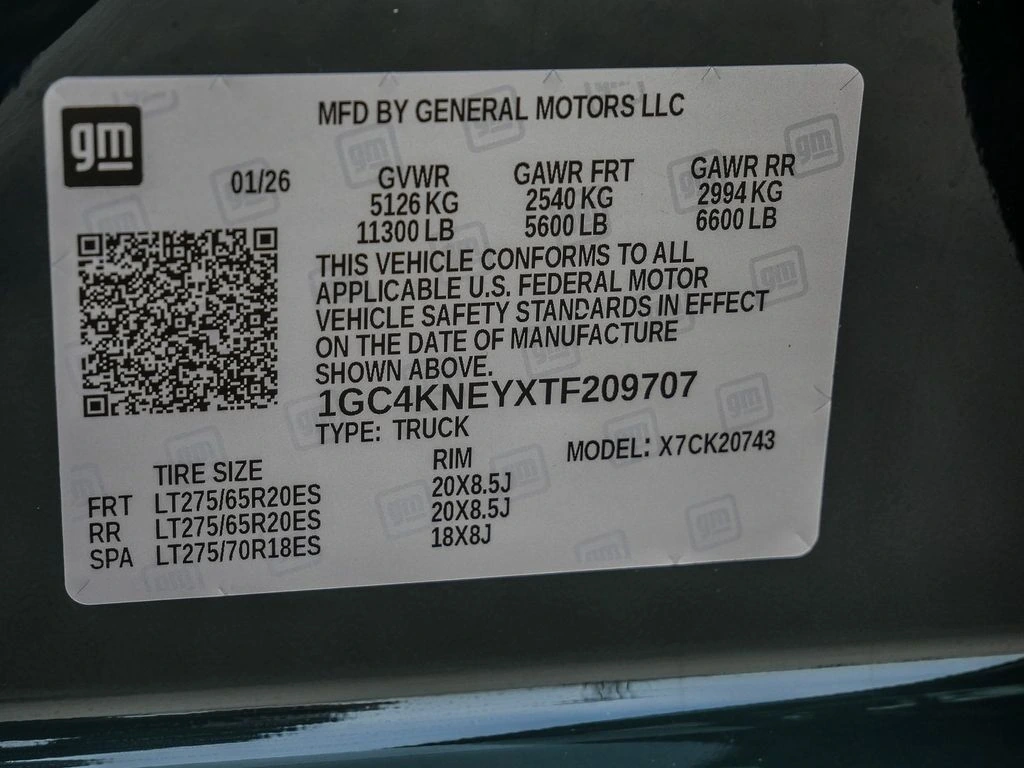 gm
MFD BY GENERAL MOTORS LLC
01/26 GVWR GAWR FRT GAWR RR
5126 KG 2540 KG 2994 KG
11300 LB 5600 LB 6600 LB
THIS VEHICLE CONFORMS TO ALL
APPLICABLE U.S. FEDERAL MOTOR
VEHICLE SAFETY STANDARDS IN EFFECT
ON THE DATE OF MANUFACTURE
SHOWN ABOVE.
1GC4KNEYXTF209707
TYPE: TRUCK
MODEL: X7CK20743
TIRE SIZE RIM
FRT LT275/65R20ES 20X8.5J
RR LT275/65R20ES 20X8.5J
SPA LT275/70R18ES 18X8J